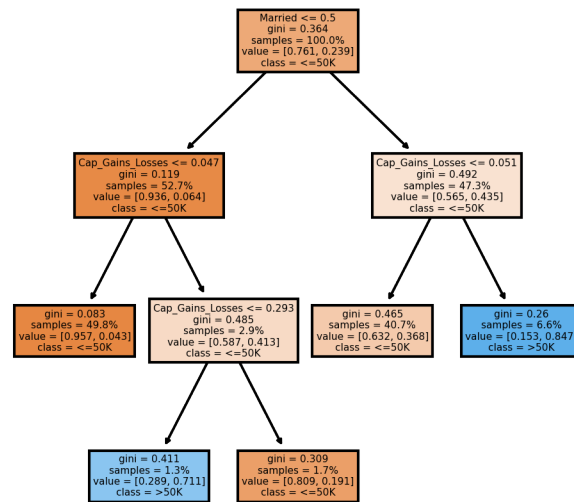 Married <= 0.5
gini = 0.364
samples = 100.0%
value = [0.761, 0.239]
class = <=50K
Cap_Gains_Losses <= 0.047
gini = 0.119
samples = 52.7%
value = [0.936, 0.064]
class = <=50K
Cap_Gains_Losses <= 0.051
gini = 0.492
samples = 47.3%
value = [0.565, 0.435]
class = <=50K
gini = 0.083
samples = 49.8%
value = [0.957, 0.043]
class = <=50K
Cap_Gains_Losses <= 0.293
gini = 0.485
samples = 2.9%
value = [0.587, 0.413]
class = <=50K
gini = 0.465
samples = 40.7%
value = [0.632, 0.368]
class = <=50K
gini = 0.26
samples = 6.6%
value = [0.153, 0.847]
class = >50K
gini = 0.411
samples = 1.3%
value = [0.289, 0.711]
class = >50K
gini = 0.309
samples = 1.7%
value = [0.809, 0.191]
class = <=50K